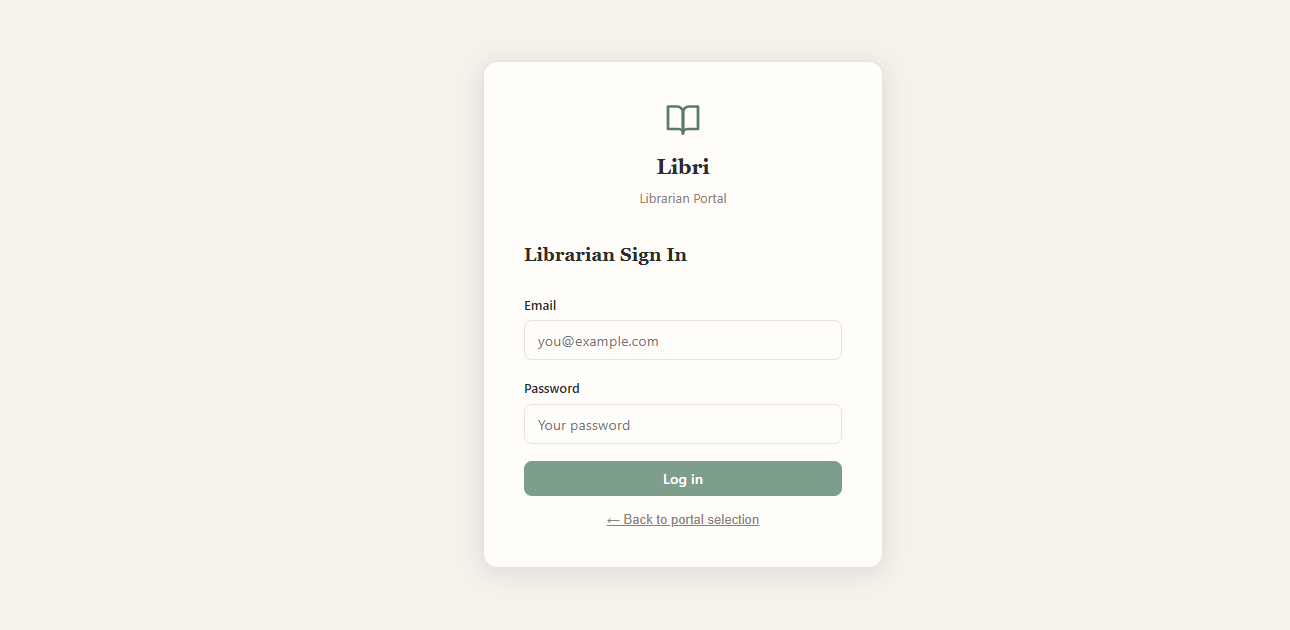 Libri
Librarian Portal
Librarian Sign In
Email
you@example.com
Password
Your password
Log in
← Back to portal selection